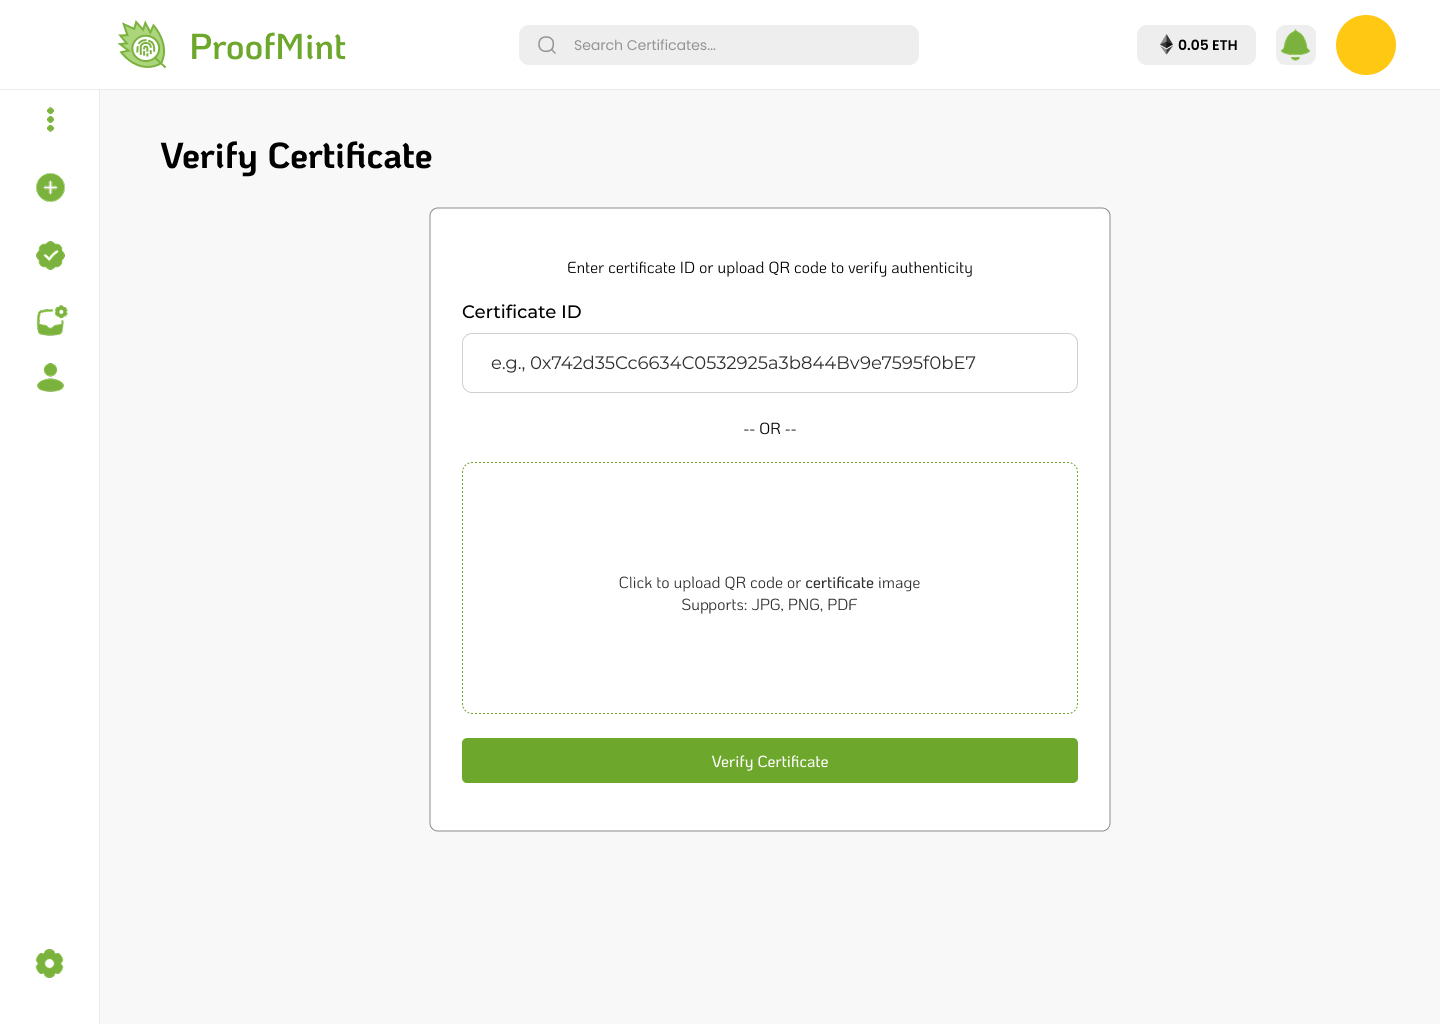 ProofMint
Search Certificates...
0.05 ETH
Verify Certificate
Enter certificate ID or upload QR code to verify authenticity
Certificate ID
e.g., 0x742d35Cc6634C0532925a3b844Bv9e7595f0bE7
-- OR --
Click to upload QR code or certificate image
Supports: JPG, PNG, PDF
Verify Certificate